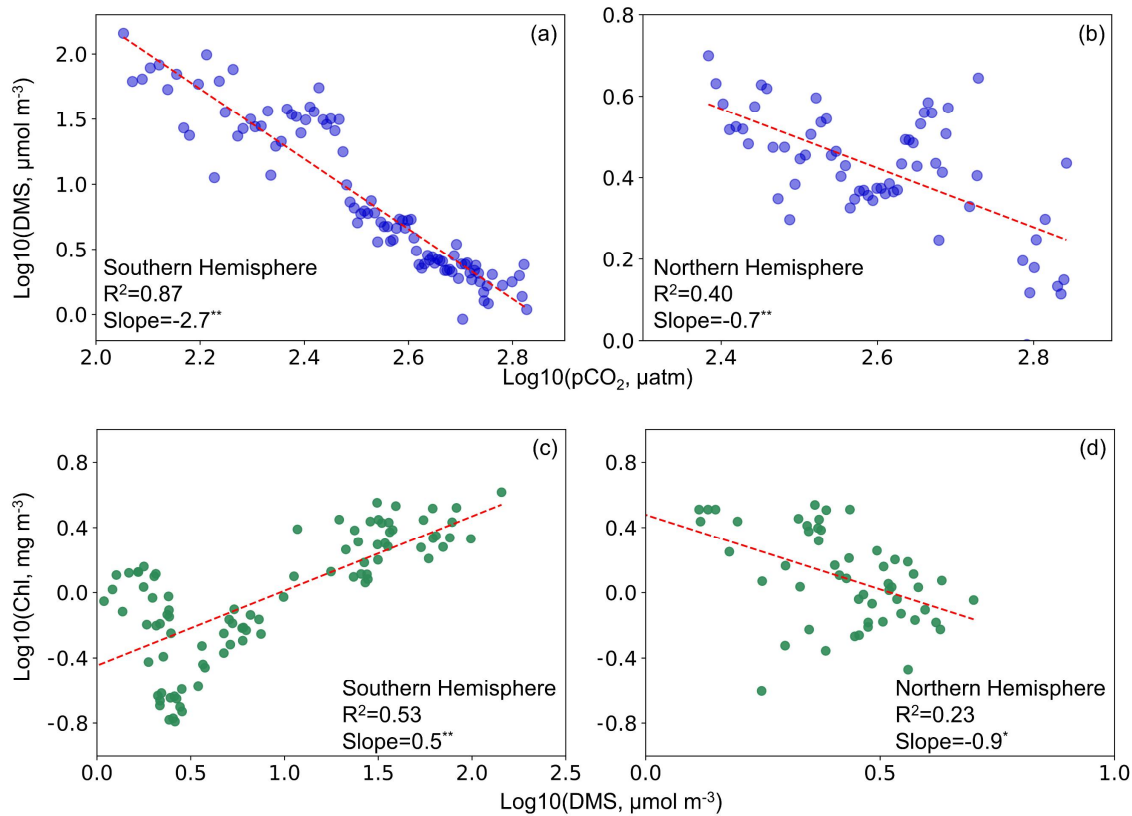 (a)
Log10(DMS, μmol m⁻³)
2.0
1.5
1.0
0.5
0.0
Southern Hemisphere
R²=0.87
Slope=-2.7**
2.0
2.2
2.4
2.6
2.8
(b)
0.8
0.6
0.4
0.2
0.0
Northern Hemisphere
R²=0.40
Slope=-0.7**
2.4
2.6
2.8
Log10(pCO₂, μatm)
(c)
Log10(Chl, mg m⁻³)
0.8
0.4
0.0
-0.4
-0.8
Southern Hemisphere
R²=0.53
Slope=0.5**
0.0
0.5
1.0
1.5
2.0
2.5
(d)
0.8
0.4
0.0
-0.4
-0.8
Northern Hemisphere
R²=0.23
Slope=-0.9*
0.0
0.5
1.0
Log10(DMS, μmol m⁻³)